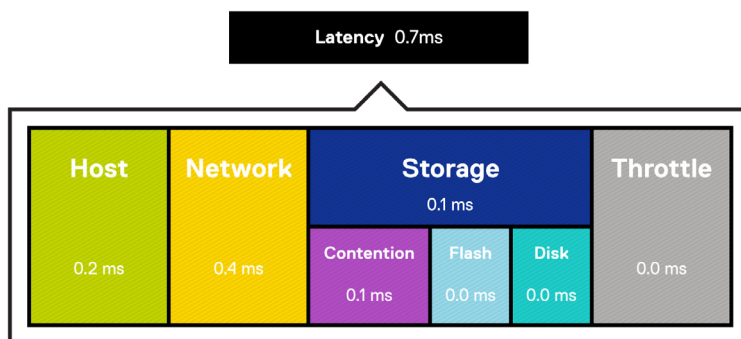 Latency 0.7ms
Host
0.2 ms
Network
0.4 ms
Storage
0.1 ms
Contention
0.1 ms
Flash
0.0 ms
Disk
0.0 ms
Throttle
0.0 ms